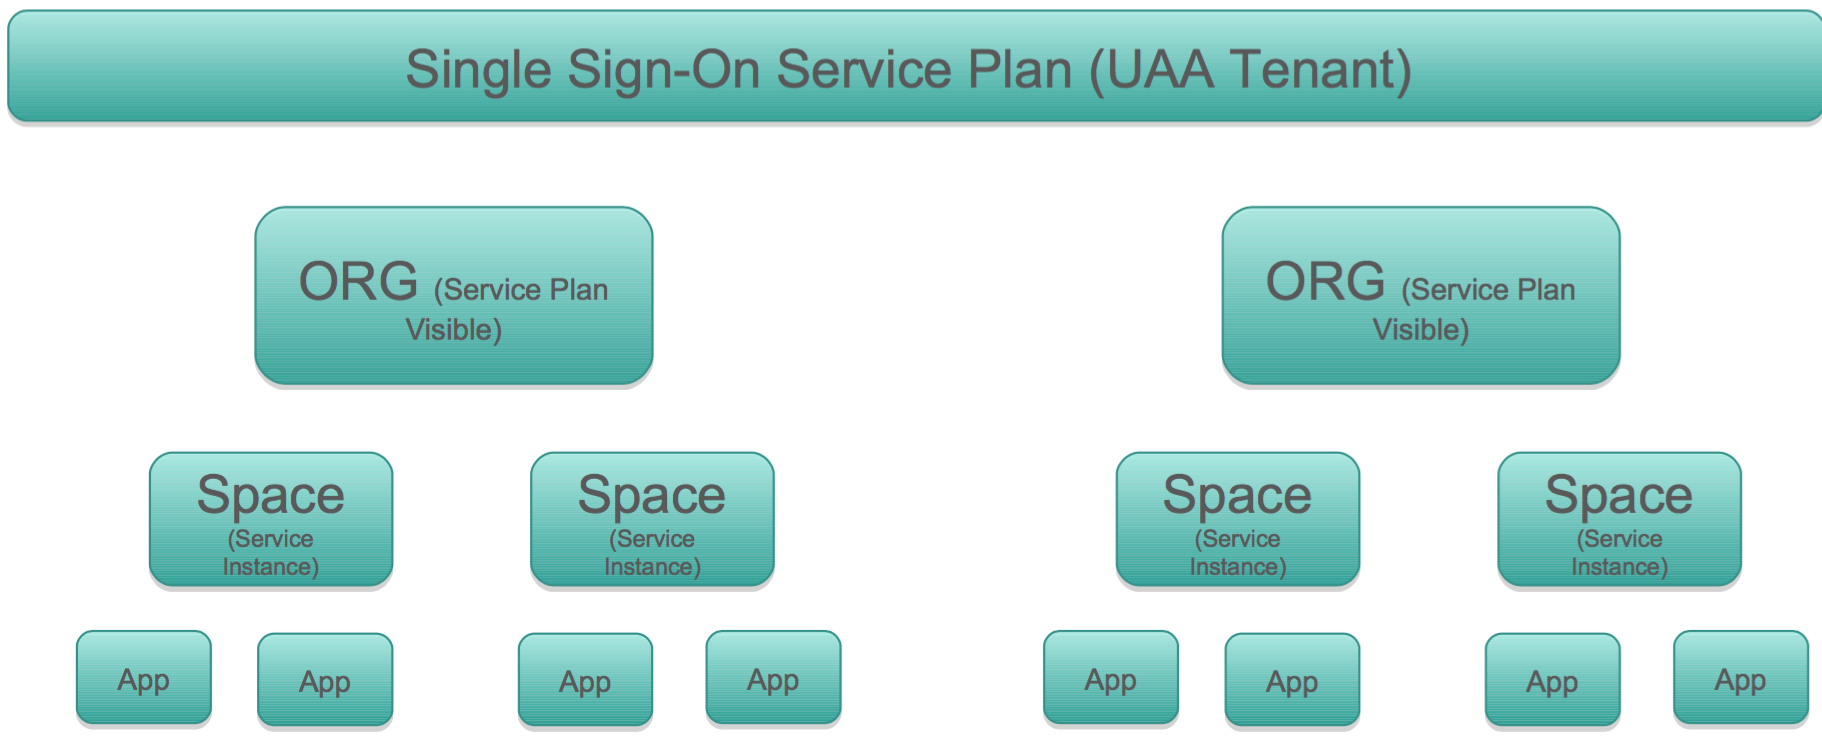 Single Sign-On Service Plan (UAA Tenant)
ORG (Service Plan
Visible)
ORG (Service Plan
Visible)
Space
(Service
Instance)
Space
(Service
Instance)
Space
(Service
Instance)
Space
(Service
Instance)
App
App
App
App
App
App
App
App